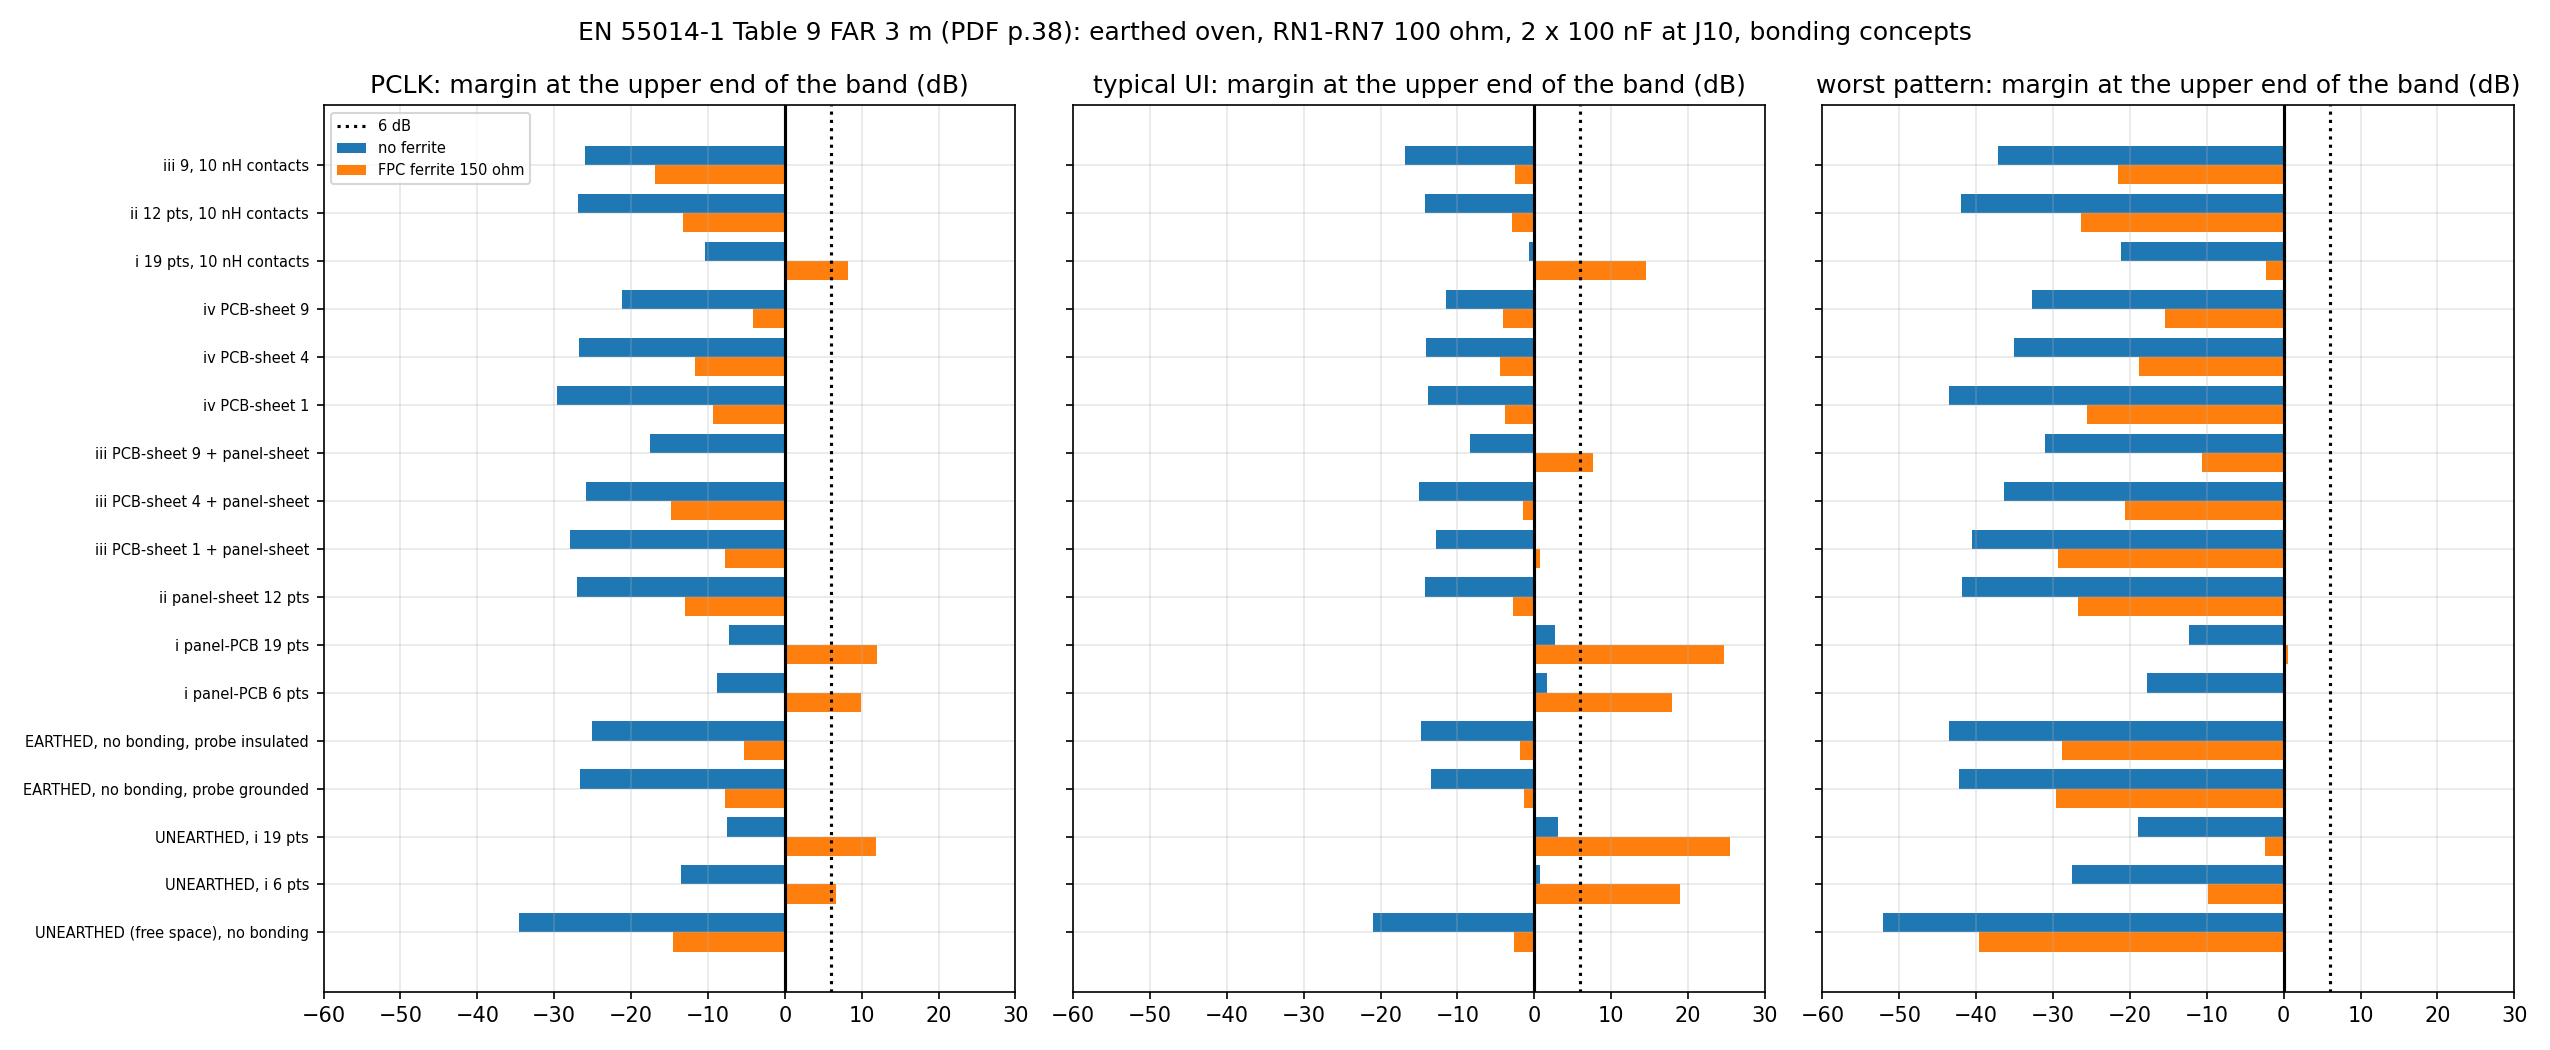 EN 55014-1 Table 9 FAR 3 m (PDF p.38): earthed oven, RN1-RN7 100 ohm, 2 x 100 nF at J10, bonding concepts
PCLK: margin at the upper end of the band (dB)
typical UI: margin at the upper end of the band (dB)
worst pattern: margin at the upper end of the band (dB)
6 dB
no ferrite
FPC ferrite 150 ohm
iii 9, 10 nH contacts
ii 12 pts, 10 nH contacts
i 19 pts, 10 nH contacts
iv PCB-sheet 9
iv PCB-sheet 4
iv PCB-sheet 1
iii PCB-sheet 9 + panel-sheet
iii PCB-sheet 4 + panel-sheet
iii PCB-sheet 1 + panel-sheet
ii panel-sheet 12 pts
i panel-PCB 19 pts
i panel-PCB 6 pts
EARTHED, no bonding, probe insulated
EARTHED, no bonding, probe grounded
UNEARTHED, i 19 pts
UNEARTHED, i 6 pts
UNEARTHED (free space), no bonding
−60 −50 −40 −30 −20 −10 0 10 20 30
−60 −50 −40 −30 −20 −10 0 10 20 30
−60 −50 −40 −30 −20 −10 0 10 20 30